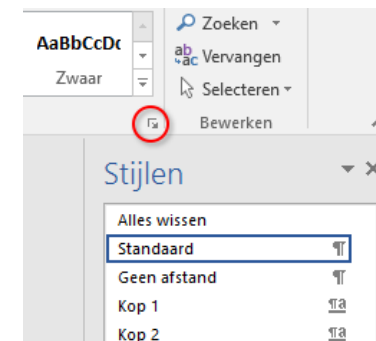 Zoeken
AaBbCcDc
Vervangen
Zwaar
Selecteren
Bewerken
Stijlen
Alles wissen
Standaard ¶
Geen afstand ¶
Kop 1 ¶a
Kop 2 ¶a